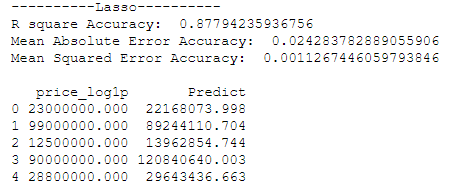 ----------Lasso----------
R square Accuracy:  0.87794235936756
Mean Absolute Error Accuracy:  0.024283782889055906
Mean Squared Error Accuracy:  0.0011267446059793846
price_log1p       Predict
0 23000000.000  22168073.998
1 99000000.000  89244110.704
2 12500000.000  13962854.744
3 90000000.000 120840640.003
4 28800000.000  29643436.663